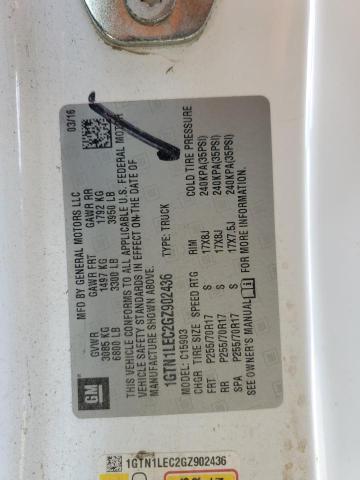 GM
MFD BY GENERAL MOTORS LLC
03/16
GVWR GAWR FRT GAWR RR
3085 KG 1497 KG 1792 KG
6800 LB 3300 LB 3950 LB
THIS VEHICLE CONFORMS TO ALL APPLICABLE U.S. FEDERAL MOTOR
VEHICLE SAFETY STANDARDS IN EFFECT ON THE DATE OF
MANUFACTURE SHOWN ABOVE.
1GTN1LEC2GZ902436 TYPE: TRUCK
MODEL: C15903
CHGR TIRE SIZE SPEED RTG RIM COLD TIRE PRESSURE
FRT P255/70R17 S 17X8J 240KPA(35PSI)
RR P255/70R17 S 17X8J 240KPA(35PSI)
SPA P255/70R17 S 17X7.5J 240KPA(35PSI)
SEE OWNER'S MANUAL FOR MORE INFORMATION.
1GTN1LEC2GZ902436